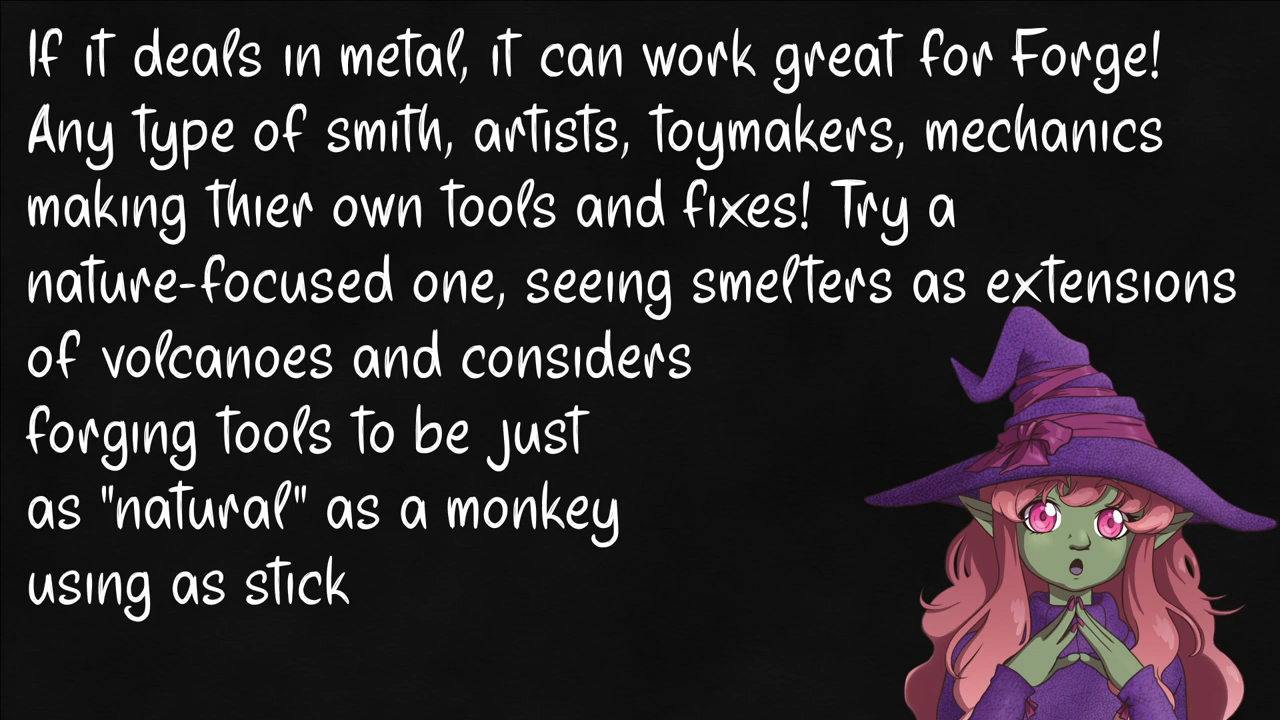 If it deals in metal, it can work great for Forge!
Any type of smith, artists, toymakers, mechanics
making thier own tools and fixes! Try a
nature-focused one, seeing smelters as extensions
of volcanoes and considers
forging tools to be just
as "natural" as a monkey
using as stick